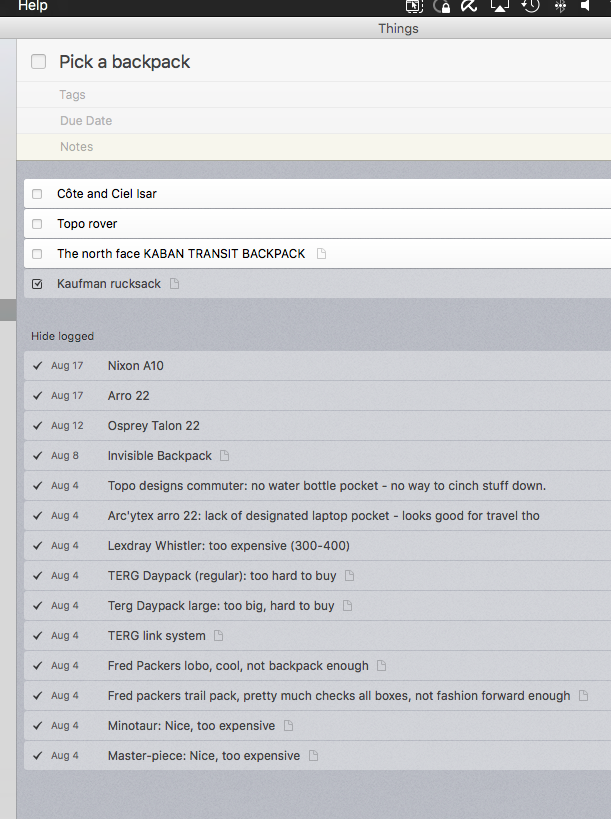 Help
Things
Pick a backpack
Tags
Due Date
Notes
Côte and Ciel Isar
Topo rover
The north face KABAN TRANSIT BACKPACK
Kaufman rucksack
Hide logged
Aug 17 Nixon A10
Aug 17 Arro 22
Aug 12 Osprey Talon 22
Aug 8 Invisible Backpack
Aug 4 Topo designs commuter: no water bottle pocket - no way to cinch stuff down.
Aug 4 Arc'ytex arro 22: lack of designated laptop pocket - looks good for travel tho
Aug 4 Lexdray Whistler: too expensive (300-400)
Aug 4 TERG Daypack (regular): too hard to buy
Aug 4 Terg Daypack large: too big, hard to buy
Aug 4 TERG link system
Aug 4 Fred Packers lobo, cool, not backpack enough
Aug 4 Fred packers trail pack, pretty much checks all boxes, not fashion forward enough
Aug 4 Minotaur: Nice, too expensive
Aug 4 Master-piece: Nice, too expensive